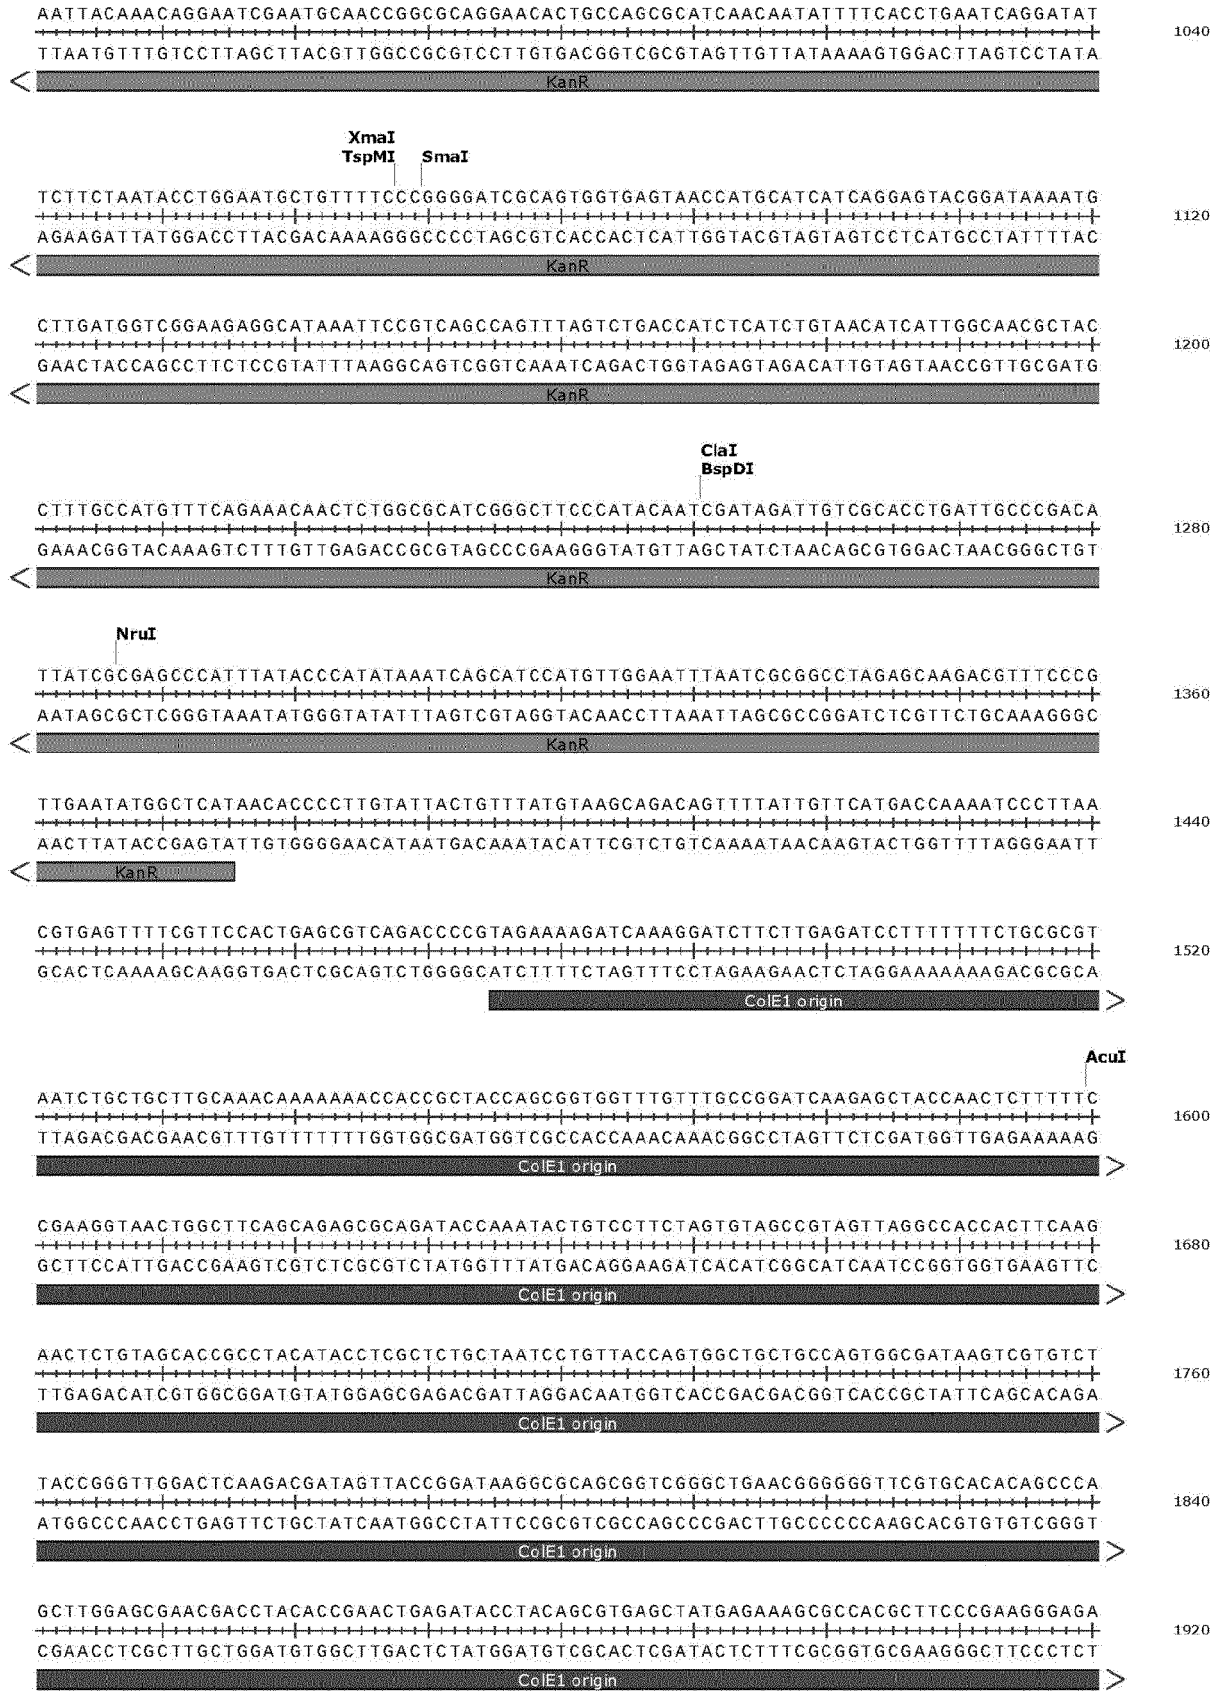 AATTACAAACAGGAATCGAATGCAACCGGCGCAGGAACACTGCCAGCGCATCAACAATATTTTCACCTGAATCAGGATAT
1040
TTAATGTTTGTCCTTAGCTTACGTTGGCCGCGTCCTTGTGACGGTCGCGTAGTTGTTATAAAAGTGGACTTAGTCCTATA
KanR
XmaI
TspMI SmaI
TCTTCTAATACCTGGAATGCTGTTTTCCCGGGGATCGCAGTGGTGAGTAACCATGCATCATCAGGAGTACGGATAAAATG
1120
AGAAGATTATGGACCTTACGACAAAAGGGCCCCTAGCGTCACCACTCATTGGTACGTAGTAGTCCTCATGCCTATTTTAC
KanR
CTTGATGGTCGGAAGAGGCATAAATTCCGTCAGCCAGTTTAGTCTGACCATCTCATCTGTAACATCATTGGCAACGCTAC
1200
GAACTACCAGCCTTCTCCGTATTTAAGGCAGTCGGTCAAATCAGACTGGTAGAGTAGACATTGTAGTAACCGTTGCGATG
KanR
ClaI
BspDI
CTTTGCCATGTTTCAGAAACAACTCTGGCGCATCGGGCTTCCCATACAATCGATAGATTGTCGCACCTGATTGCCCGACA
1280
GAAACGGTACAAAGTCTTTGTTGAGACCGCGTAGCCCGAAGGGTATGTTAGCTATCTAACAGCGTGGACTAACGGGCTGT
KanR
NruI
TTATCGCGAGCCCATTTATACCCATATAAATCAGCATCCATGTTGGAATTTAATCGCGGCCTAGAGCAAGACGTTTCCCG
1360
AATAGCGCTCGGGTAAATATGGGTATATTTAGTCGTAGGTACAACCTTAAATTAGCGCCGGATCTCGTTCTGCAAAGGGC
KanR
TTGAATATGGCTCATAACACCCCTTGTATTACTGTTTATGTAAGCAGACAGTTTTATTGTTCATGACCAAAATCCCTTAA
1440
AACTTATACCGAGTATTGTGGGGAACATAATGACAAATACATTCGTCTGTCAAAATAACAAGTACTGGTTTTAGGGAATT
KanR
CGTGAGTTTTCGTTCCACTGAGCGTCAGACCCCGTAGAAAAGATCAAAGGATCTTCTTGAGATCCTTTTTTTCTGCGCGT
1520
GCACTCAAAAGCAAGGTGACTCGCAGTCTGGGGCATCTTTTCTAGTTTCCTAGAAGAACTCTAGGAAAAAAAGACGCGCA
ColE1 origin
AcuI
AATCTGCTGCTTGCAAACAAAAAAACCACCGCTACCAGCGGTGGTTTGTTTGCCGGATCAAGAGCTACCAACTCTTTTTC
1600
TTAGACGACGAACGTTTGTTTTTTTGGTGGCGATGGTCGCCACCAAACAAACGGCCTAGTTCTCGATGGTTGAGAAAAAG
ColE1 origin
CGAAGGTAACTGGCTTCAGCAGAGCGCAGATACCAAATACTGTCCTTCTAGTGTAGCCGTAGTTAGGCCACCACTTCAAG
1680
GCTTCCATTGACCGAAGTCGTCTCGCGTCTATGGTTTATGACAGGAAGATCACATCGGCATCAATCCGGTGGTGAAGTTC
ColE1 origin
AACTCTGTAGCACCGCCTACATACCTCGCTCTGCTAATCCTGTTACCAGTGGCTGCTGCCAGTGGCGATAAGTCGTGTCT
1760
TTGAGACATCGTGGCGGATGTATGGAGCGAGACGATTAGGACAATGGTCACCGACGACGGTCACCGCTATTCAGCACAGA
ColE1 origin
TACCGGGTTGGACTCAAGACGATAGTTACCGGATAAGGCGCAGCGGTCGGGCTGAACGGGGGGTTCGTGCACACAGCCCA
1840
ATGGCCCAACCTGAGTTCTGCTATCAATGGCCTATTCCGCGTCGCCAGCCCGACTTGCCCCCCAAGCACGTGTGTCGGGT
ColE1 origin
GCTTGGAGCGAACGACCTACACCGAACTGAGATACCTACAGCGTGAGCTATGAGAAAGCGCCACGCTTCCCGAAGGGAGA
1920
CGAACCTCGCTTGCTGGATGTGGCTTGACTCTATGGATGTCGCACTCGATACTCTTTCGCGGTGCGAAGGGCTTCCCTCT
ColE1 origin